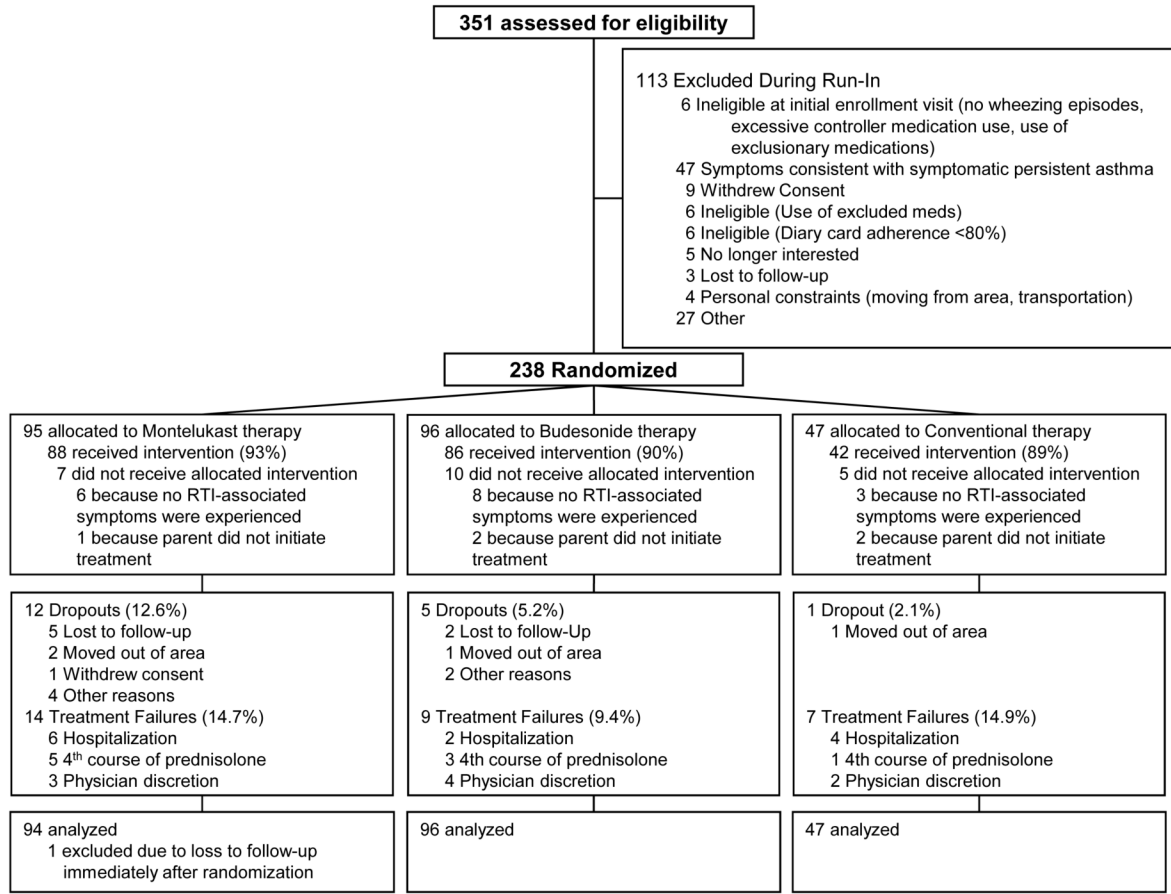 351 assessed for eligibility
113 Excluded During Run-In
6 Ineligible at initial enrollment visit (no wheezing episodes,
excessive controller medication use, use of
exclusionary medications)
47 Symptoms consistent with symptomatic persistent asthma
9 Withdrew Consent
6 Ineligible (Use of excluded meds)
6 Ineligible (Diary card adherence <80%)
5 No longer interested
3 Lost to follow-up
4 Personal constraints (moving from area, transportation)
27 Other
238 Randomized
95 allocated to Montelukast therapy
88 received intervention (93%)
7 did not receive allocated intervention
6 because no RTI-associated
symptoms were experienced
1 because parent did not initiate
treatment
96 allocated to Budesonide therapy
86 received intervention (90%)
10 did not receive allocated intervention
8 because no RTI-associated
symptoms were experienced
2 because parent did not initiate
treatment
47 allocated to Conventional therapy
42 received intervention (89%)
5 did not receive allocated intervention
3 because no RTI-associated
symptoms were experienced
2 because parent did not initiate
treatment
12 Dropouts (12.6%)
5 Lost to follow-up
2 Moved out of area
1 Withdrew consent
4 Other reasons
14 Treatment Failures (14.7%)
6 Hospitalization
5 4th course of prednisolone
3 Physician discretion
5 Dropouts (5.2%)
2 Lost to follow-Up
1 Moved out of area
2 Other reasons
9 Treatment Failures (9.4%)
2 Hospitalization
3 4th course of prednisolone
4 Physician discretion
1 Dropout (2.1%)
1 Moved out of area
7 Treatment Failures (14.9%)
4 Hospitalization
1 4th course of prednisolone
2 Physician discretion
94 analyzed
1 excluded due to loss to follow-up
immediately after randomization
96 analyzed
47 analyzed